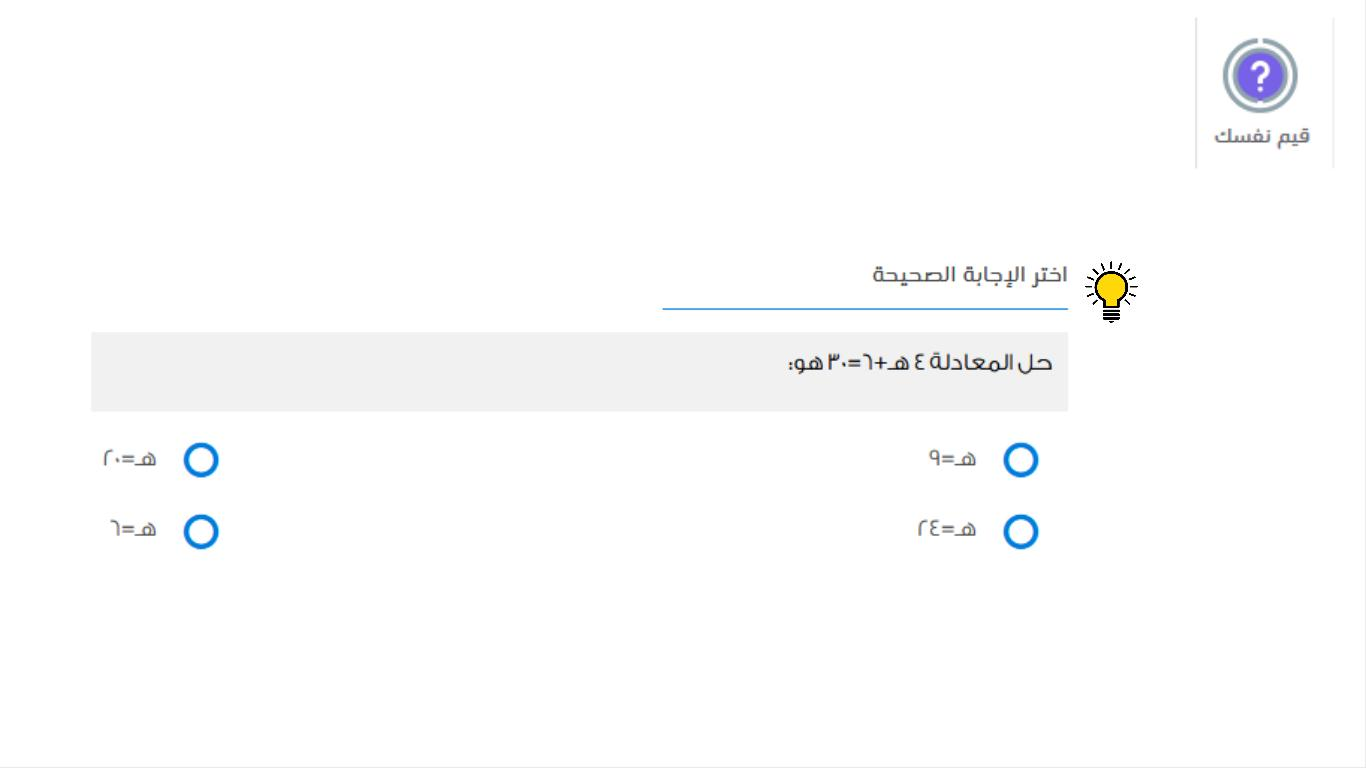 قيم نفسك
اختر الإجابة الصحيحة
حل المعادلة ٤ هـ+٦=٣٠ هو:
هـ=٩
هـ=٢٠
هـ=٢٤
هـ=٦